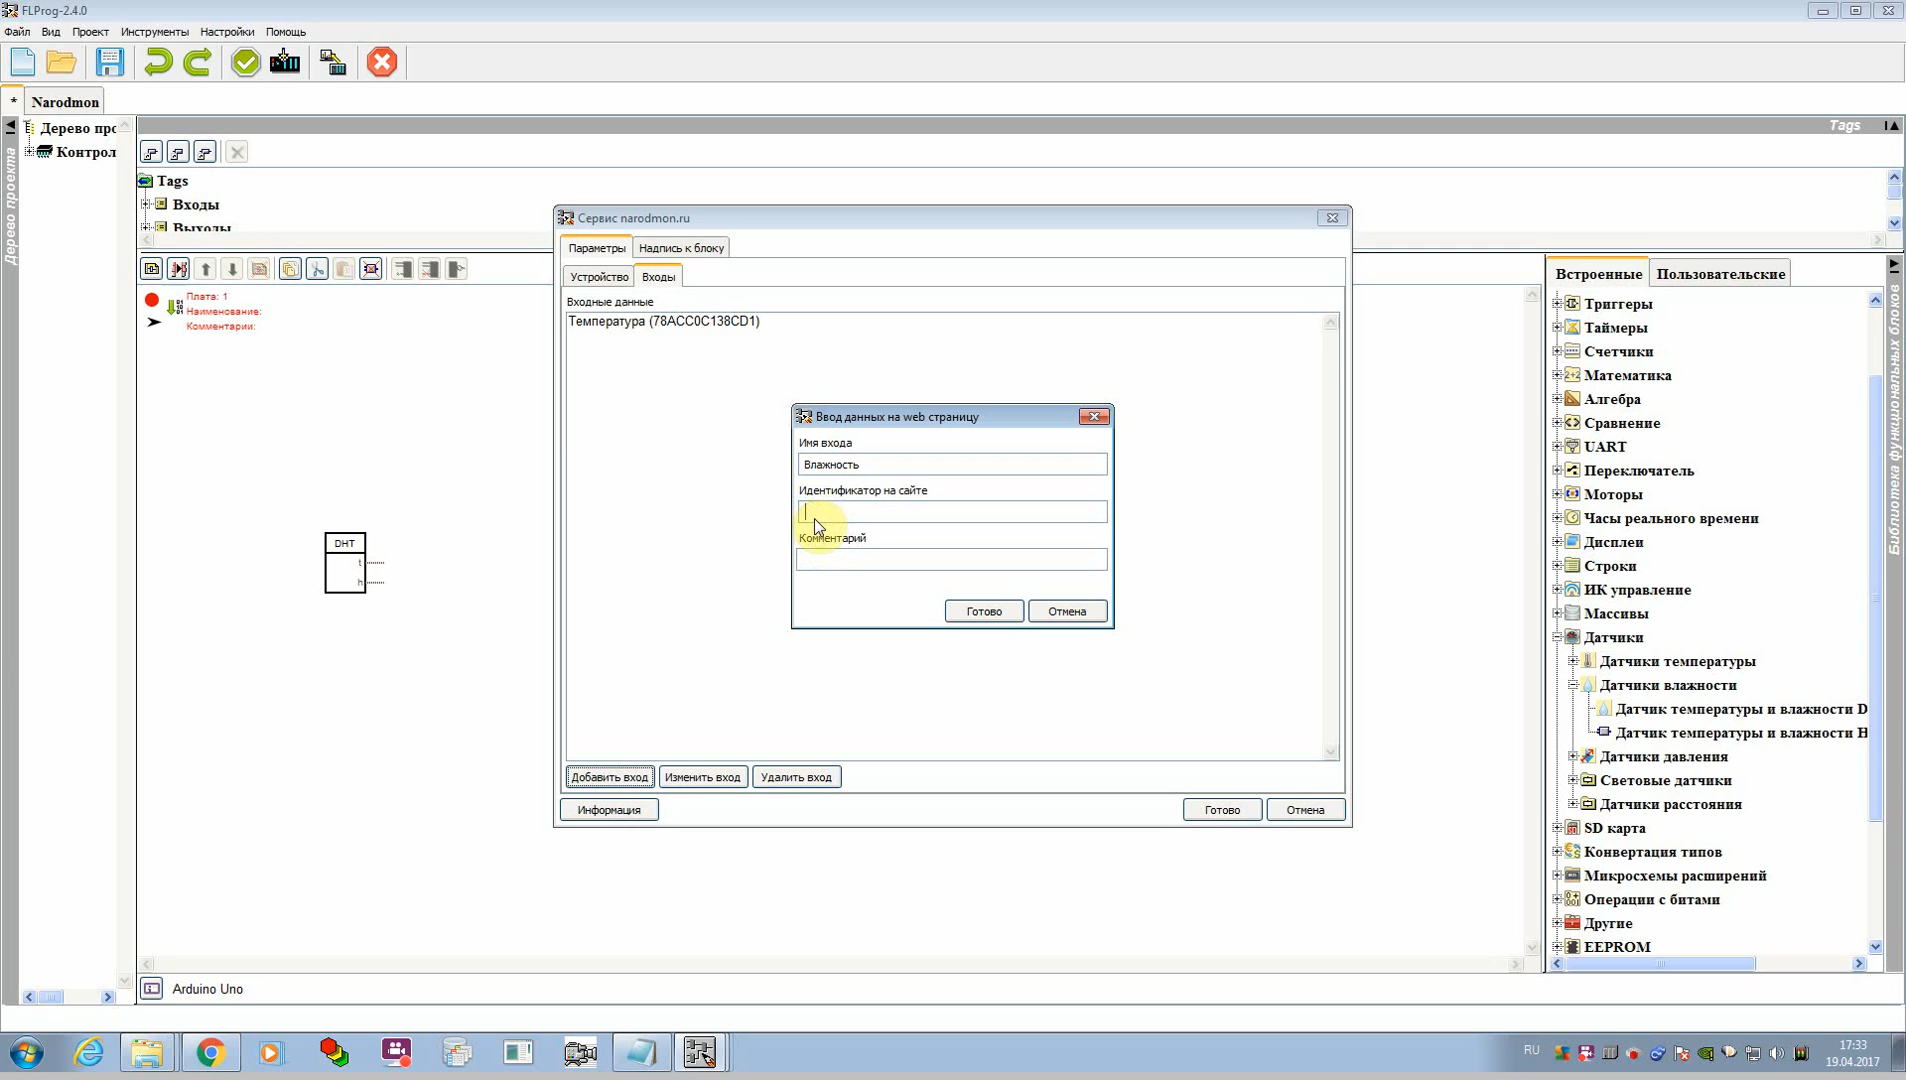 FLProg-2.4.0
Файл Вид Проект Инструменты Настройки Помощь
* Narodmon
Дерево про
Контрол
Дерево проекта
Tags
Tags
Входы
Выходы
Плата: 1
Наименование:
Комментарии:
DHT
t
h
Сервис narodmon.ru
Параметры Надпись к блоку
Устройство Входы
Входные данные
Температура (78ACC0C138CD1)
Ввод данных на web страницу
Имя входа
Влажность
Идентификатор на сайте
Комментарий
Готово Отмена
Добавить вход Изменить вход Удалить вход
Информация Готово Отмена
Встроенные Пользовательские
Триггеры
Таймеры
Счетчики
Математика
Алгебра
Сравнение
UART
Переключатель
Моторы
Часы реального времени
Дисплеи
Строки
ИК управление
Массивы
Датчики
Датчики температуры
Датчики влажности
Датчик температуры и влажности D
Датчик температуры и влажности H
Датчики давления
Световые датчики
Датчики расстояния
SD карта
Конвертация типов
Микросхемы расширений
Операции с битами
Другие
EEPROM
Библиотека функциональных блоков
Arduino Uno
RU
17:33
19.04.2017